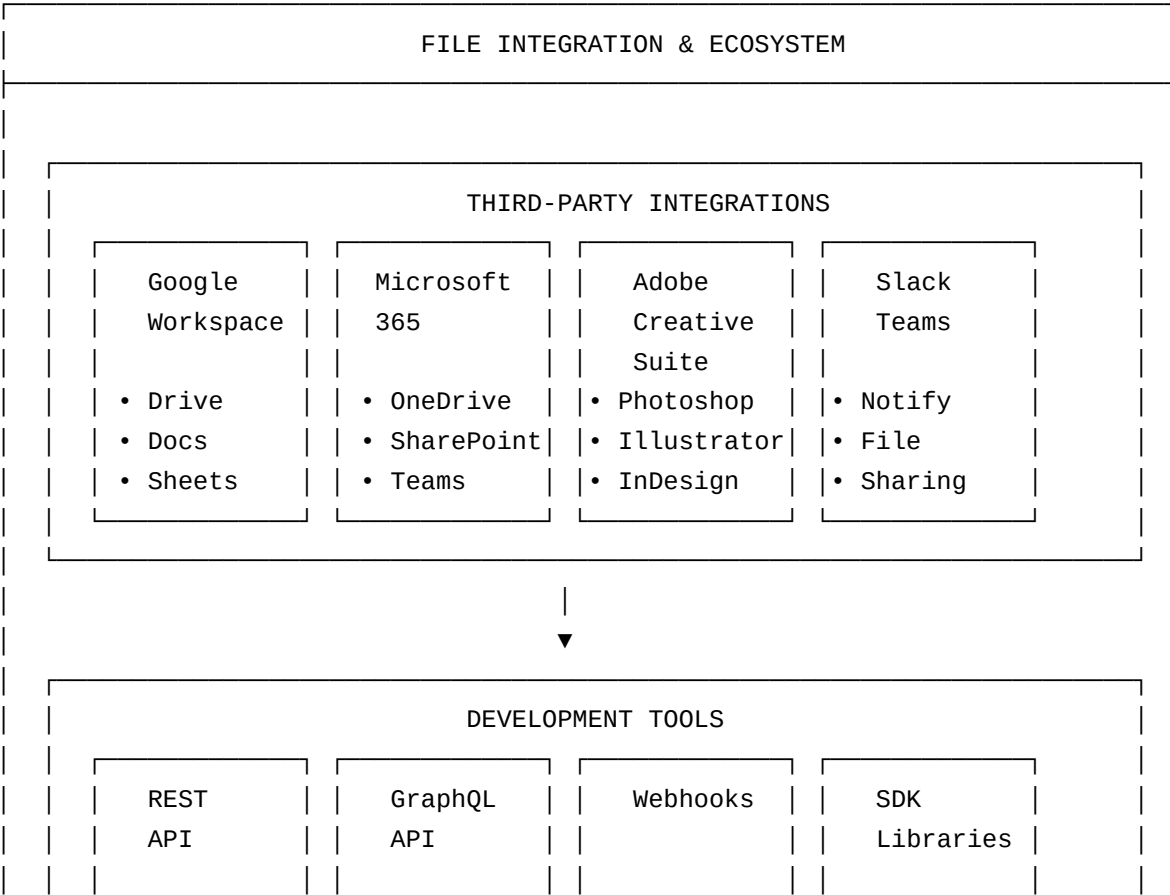 FILE INTEGRATION & ECOSYSTEM
THIRD-PARTY INTEGRATIONS
Google Microsoft Adobe Slack
Workspace 365 Creative Teams
Suite
• Drive • OneDrive • Photoshop • Notify
• Docs • SharePoint • Illustrator • File
• Sheets • Teams • InDesign • Sharing
DEVELOPMENT TOOLS
REST GraphQL Webhooks SDK
API API Libraries